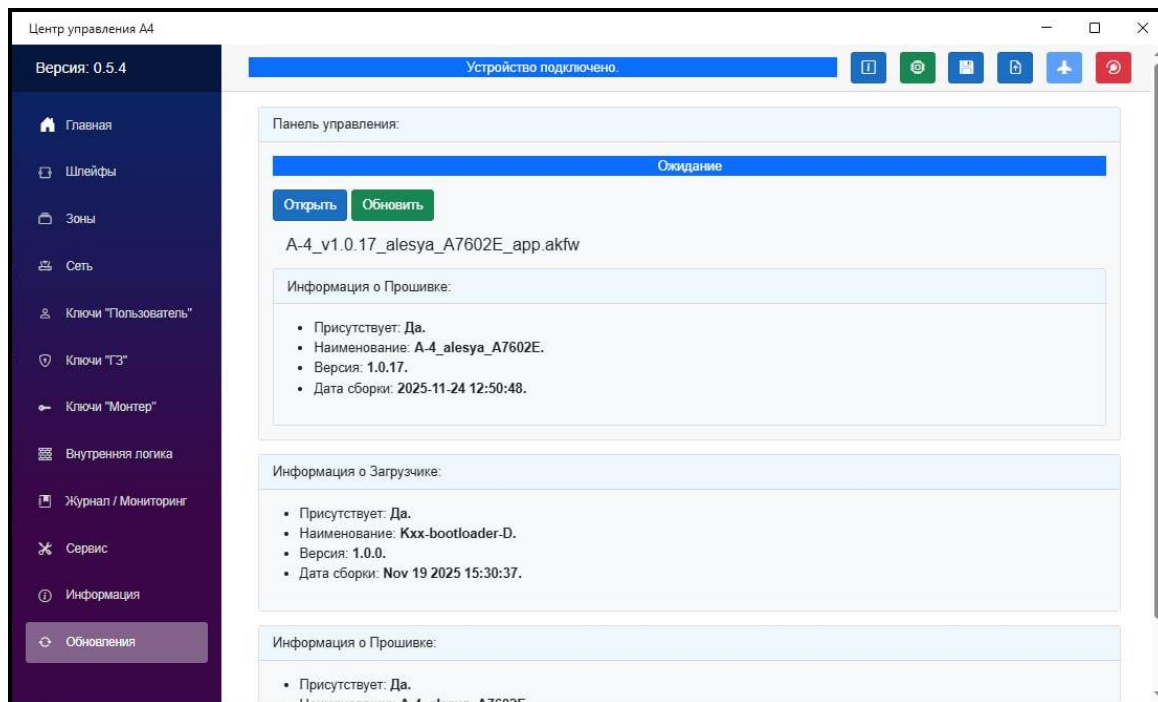 Центр управления А4
Версия: 0.5.4
Устройство подключено.
Главная
Шлейфы
Зоны
Сеть
Ключи "Пользователь"
Ключи "ГЗ"
Ключи "Монтер"
Внутренняя логика
Журнал / Мониторинг
Сервис
Информация
Обновления
Панель управления:
Ожидание
Открыть Обновить
A-4_v1.0.17_alesya_A7602E_app.akfw
Информация о Прошивке:
Присутствует: Да.
Наименование: A-4_alesya_A7602E.
Версия: 1.0.17.
Дата сборки: 2025-11-24 12:50:48.
Информация о Загрузчике:
Присутствует: Да.
Наименование: Kxx-bootloader-D.
Версия: 1.0.0.
Дата сборки: Nov 19 2025 15:30:37.
Информация о Прошивке:
Присутствует: Да.